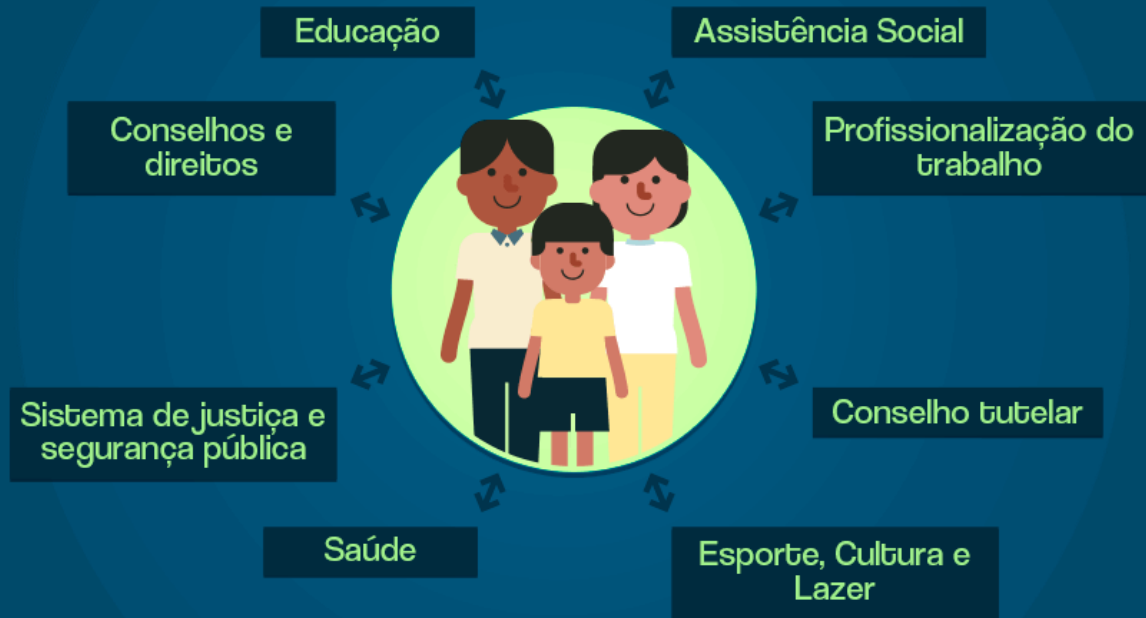 Educação
Assistência Social
Conselhos e
direitos
Profissionalização do
trabalho
Sistema de justiça e
segurança pública
Conselho tutelar
Saúde
Esporte, Cultura e
Lazer